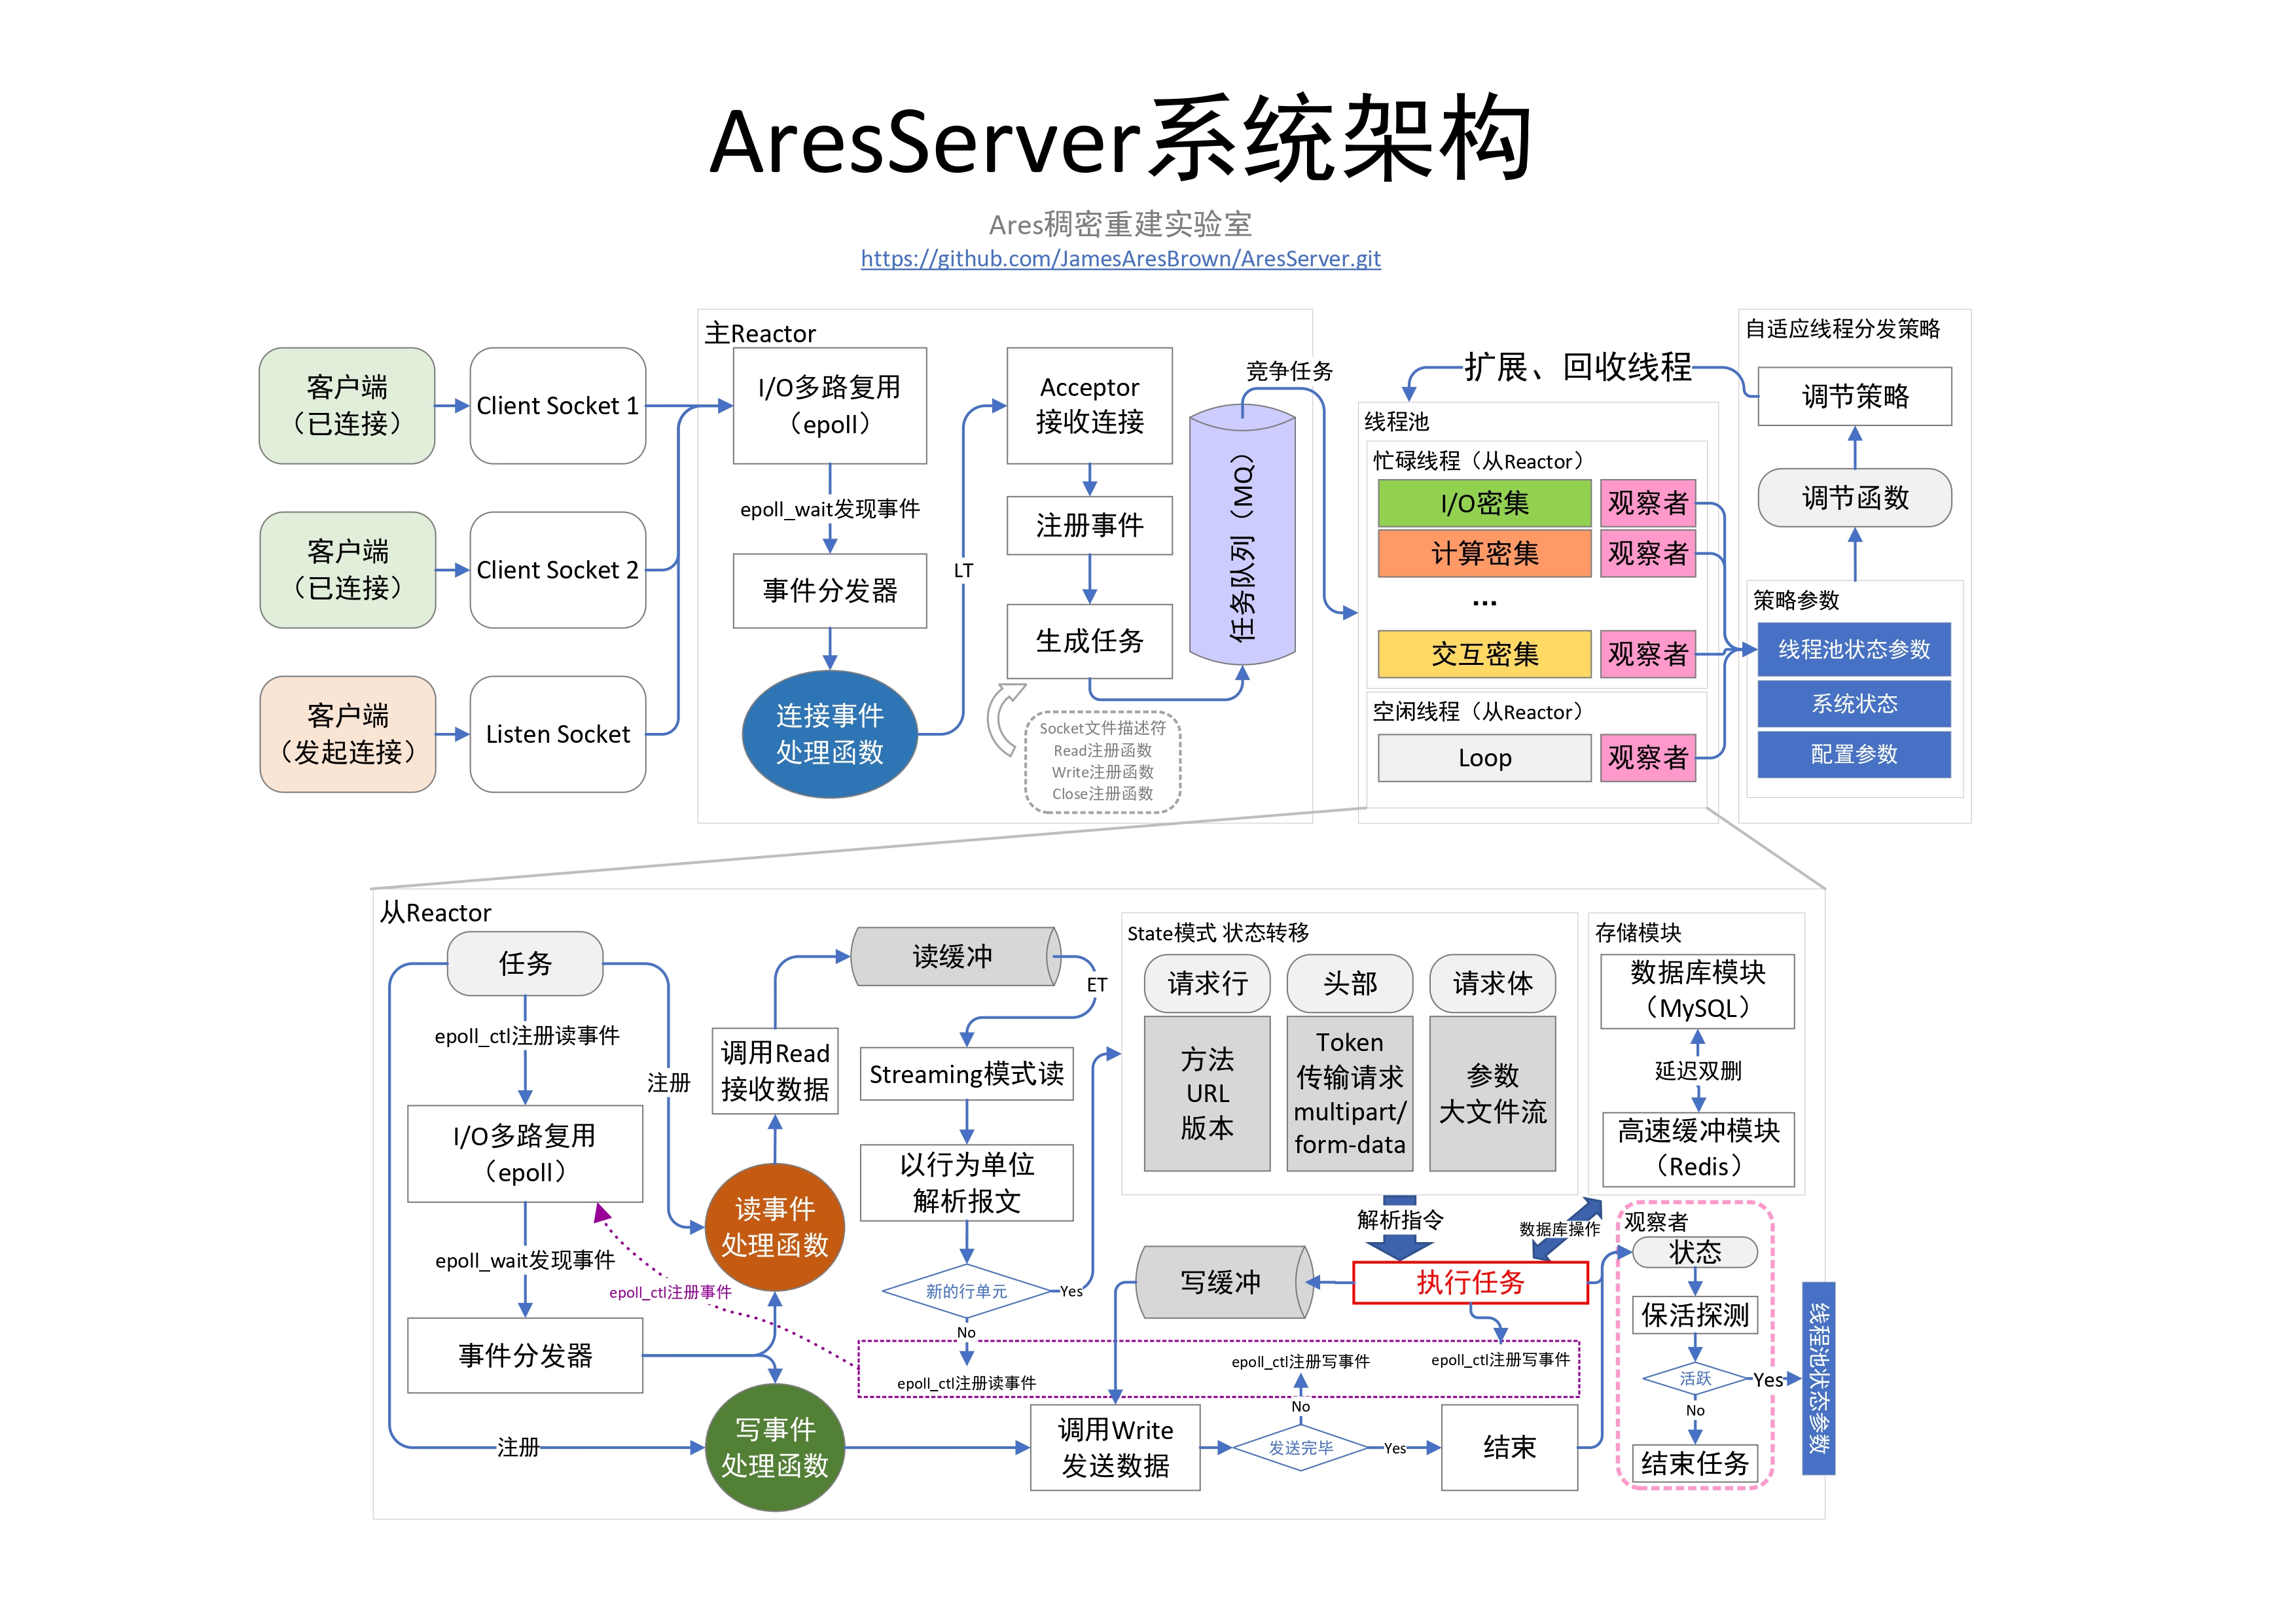 AresServer系统架构
Ares稠密重建实验室
https://github.com/JamesAresBrown/AresServer.git
客户端
（已连接）
Client Socket 1
客户端
（已连接）
Client Socket 2
客户端
（发起连接）
Listen Socket
主Reactor
I/O多路复用
（epoll）
epoll_wait发现事件
事件分发器
连接事件
处理函数
LT
Acceptor
接收连接
注册事件
生成任务
Socket文件描述符
Read注册函数
Write注册函数
Close注册函数
任务队列（MQ）
竞争任务
扩展、回收线程
线程池
忙碌线程（从Reactor）
I/O密集
观察者
计算密集
观察者
...
交互密集
观察者
空闲线程（从Reactor）
Loop
观察者
自适应线程分发策略
调节策略
调节函数
策略参数
线程池状态参数
系统状态
配置参数
从Reactor
任务
epoll_ctl注册读事件
I/O多路复用
（epoll）
epoll_wait发现事件
事件分发器
注册
注册
调用Read
接收数据
读事件
处理函数
epoll_ctl注册事件
写事件
处理函数
读缓冲
ET
Streaming模式读
以行为单位
解析报文
新的行单元
Yes
No
epoll_ctl注册读事件
State模式 状态转移
请求行
方法
URL
版本
头部
Token
传输请求
multipart/
form-data
请求体
参数
大文件流
解析指令
数据库操作
执行任务
写缓冲
epoll_ctl注册写事件
epoll_ctl注册写事件
No
调用Write
发送数据
发送完毕
Yes
结束
存储模块
数据库模块
（MySQL）
延迟双删
高速缓冲模块
（Redis）
观察者
状态
保活探测
活跃
Yes
No
结束任务
线程池状态参数